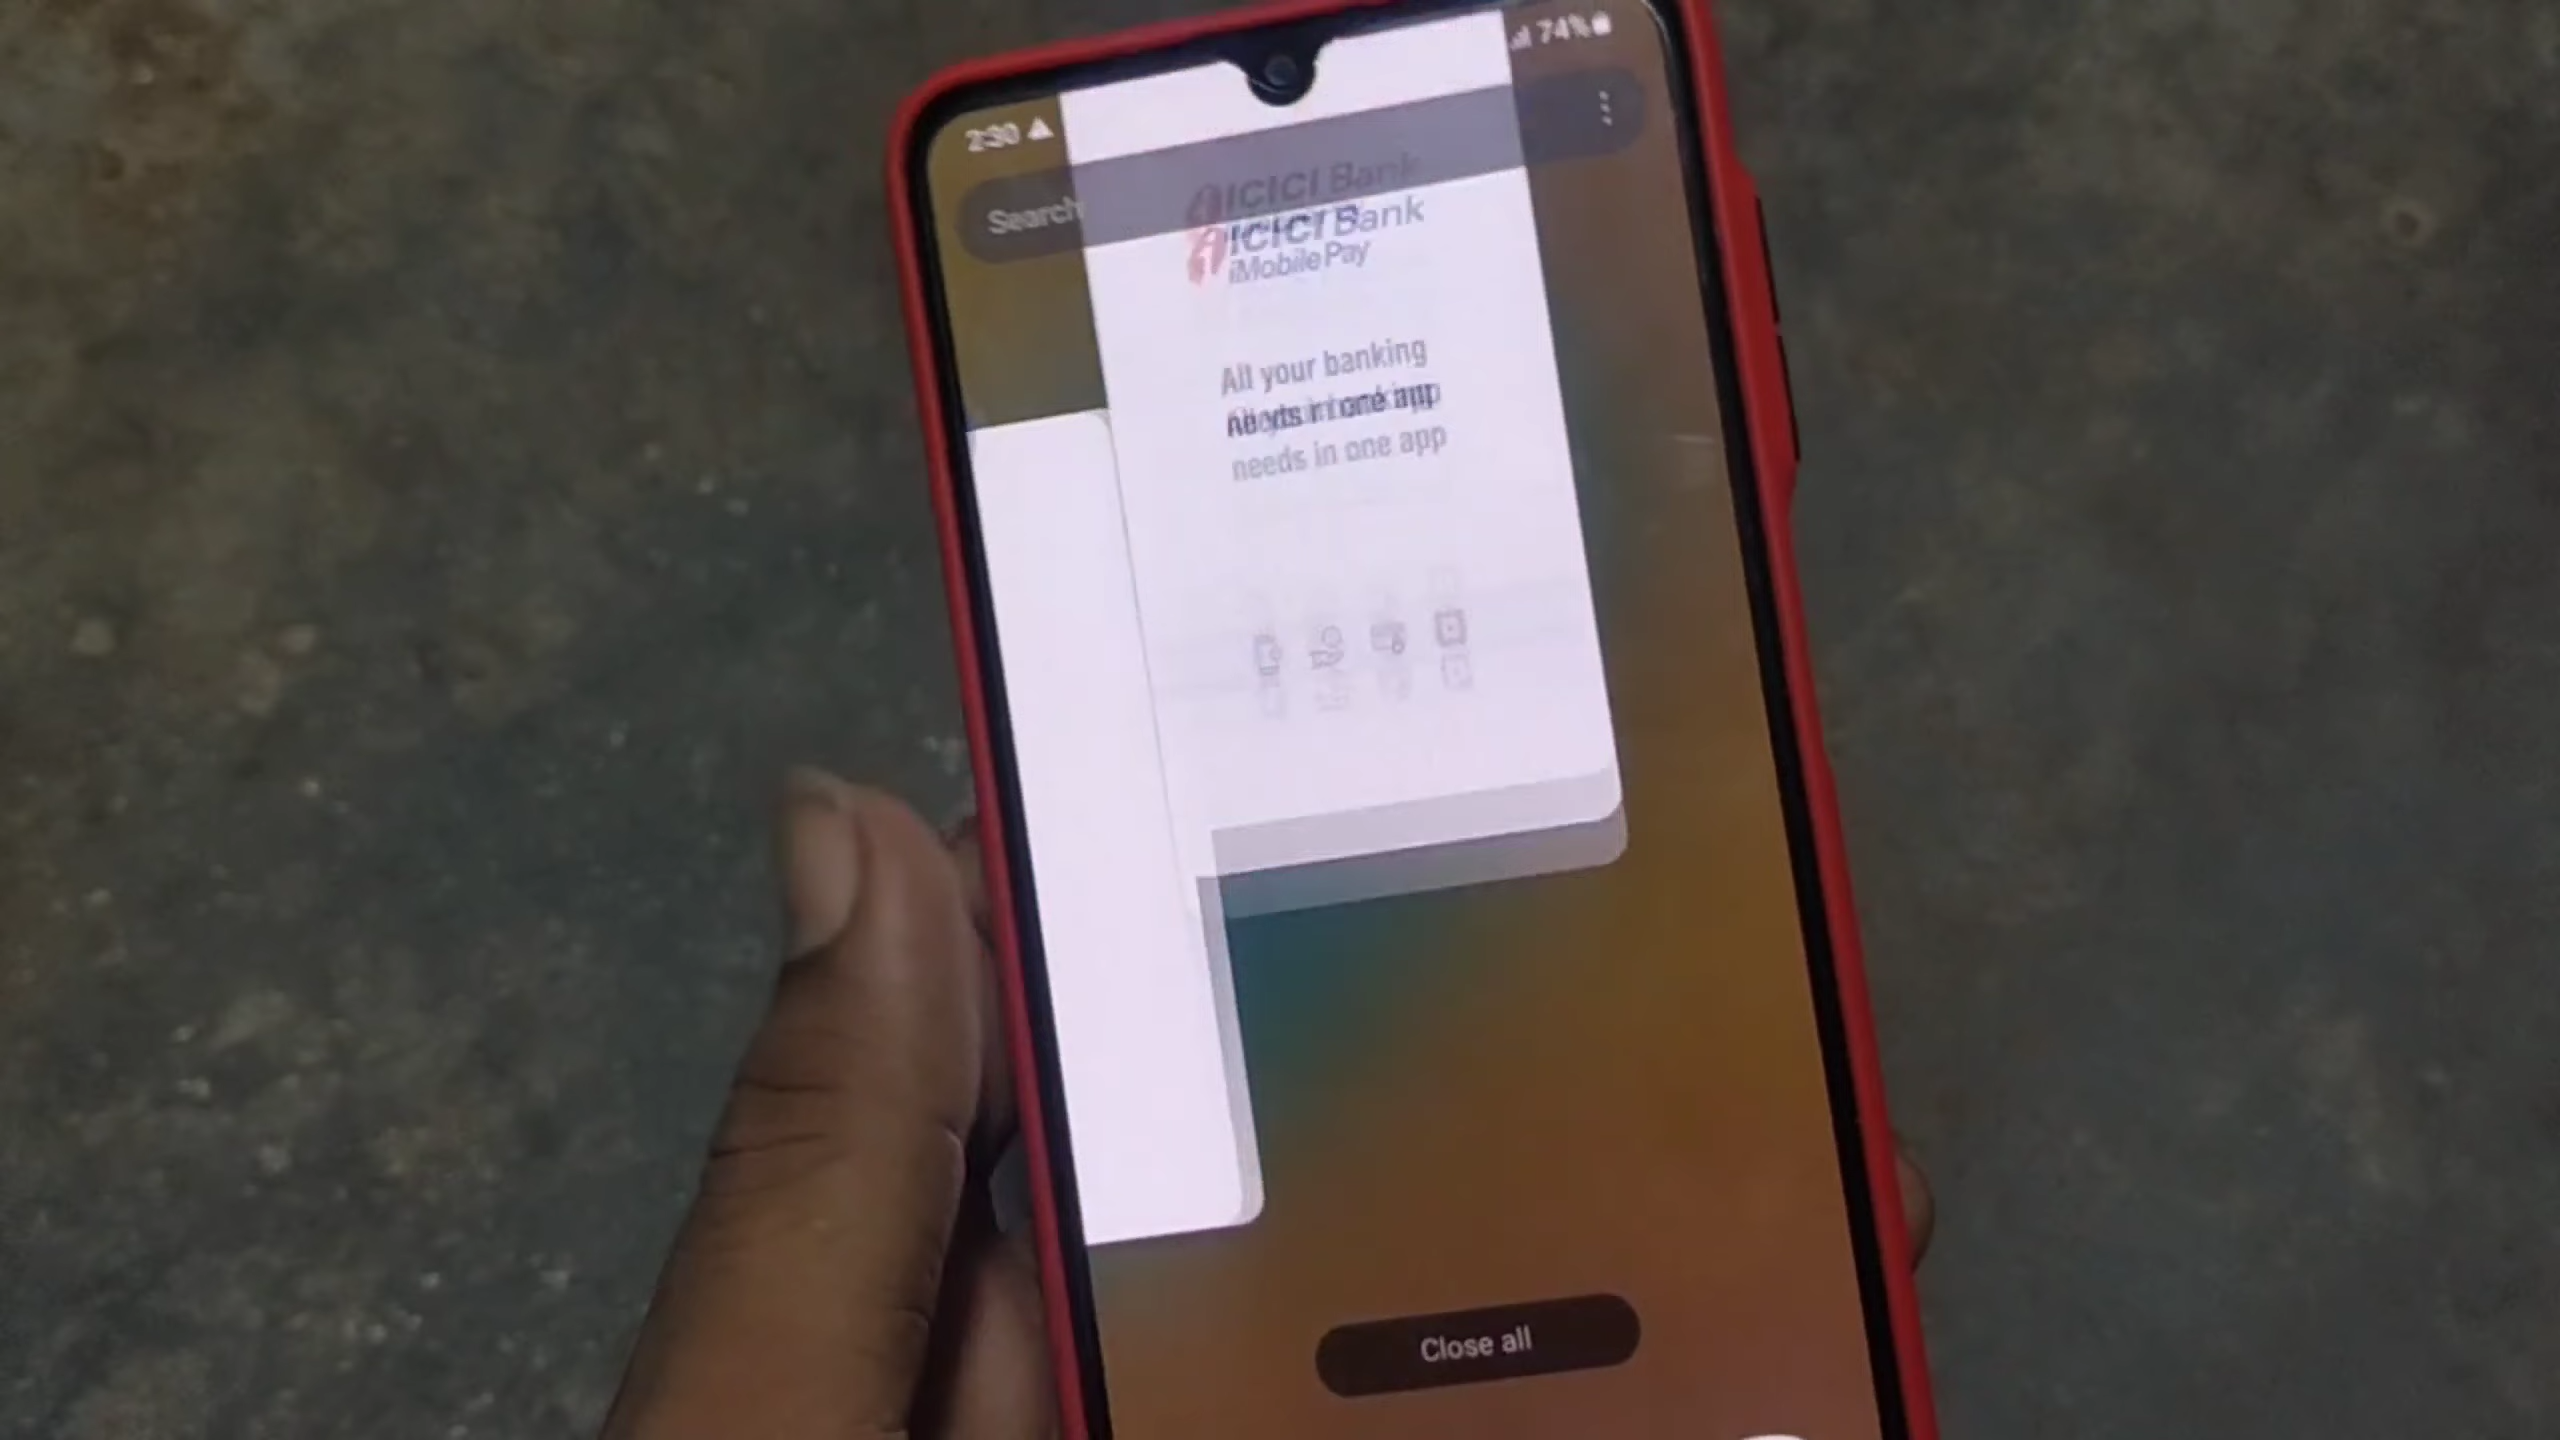 2:30
74%
Search
ICICI Bank
ICICI Bank
iMobile Pay
All your banking
needs in one app
needs in one app
Close all